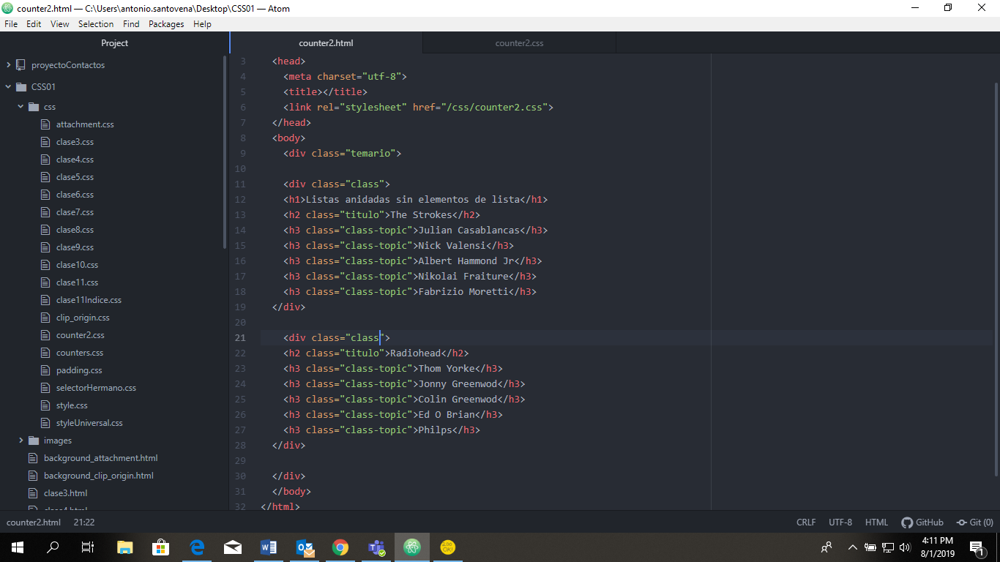 counter2.html — C:\Users\antonio.santovena\Desktop\CSS01 — Atom
File Edit View Selection Find Packages Help
Project
proyectoContactos
CSS01
css
attachment.css
clase3.css
clase4.css
clase5.css
clase6.css
clase7.css
clase8.css
clase9.css
clase10.css
clase11.css
clase11Indice.css
clip_origin.css
counter2.css
counters.css
padding.css
selectorHermano.css
style.css
styleUniversal.css
images
background_attachment.html
background_clip_origin.html
clase3.html
clase4.html
counter2.html counter2.css
3 <head>
4 <meta charset="utf-8">
5 <title></title>
6 <link rel="stylesheet" href="/css/counter2.css">
7 </head>
8 <body>
9 <div class="temario">
10
11 <div class="class">
12 <h1>Listas anidadas sin elementos de lista</h1>
13 <h2 class="titulo">The Strokes</h2>
14 <h3 class="class-topic">Julian Casablancas</h3>
15 <h3 class="class-topic">Nick Valensi</h3>
16 <h3 class="class-topic">Albert Hammond Jr</h3>
17 <h3 class="class-topic">Nikolai Fraiture</h3>
18 <h3 class="class-topic">Fabrizio Moretti</h3>
19 </div>
20
21 <div class="class">
22 <h2 class="titulo">Radiohead</h2>
23 <h3 class="class-topic">Thom Yorke</h3>
24 <h3 class="class-topic">Jonny Greenwod</h3>
25 <h3 class="class-topic">Colin Greenwod</h3>
26 <h3 class="class-topic">Ed O Brian</h3>
27 <h3 class="class-topic">Philps</h3>
28 </div>
29
30 </div>
31 </body>
32 </html>
counter2.html 21:22 CRLF UTF-8 HTML GitHub Git (0)
4:11 PM
8/1/2019
1